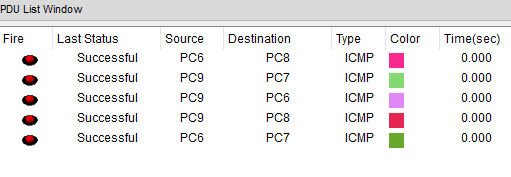 PDU List Window
Fire Last Status Source Destination Type Color Time(sec)
Successful PC6 PC8 ICMP 0.000
Successful PC9 PC7 ICMP 0.000
Successful PC9 PC6 ICMP 0.000
Successful PC9 PC8 ICMP 0.000
Successful PC6 PC7 ICMP 0.000